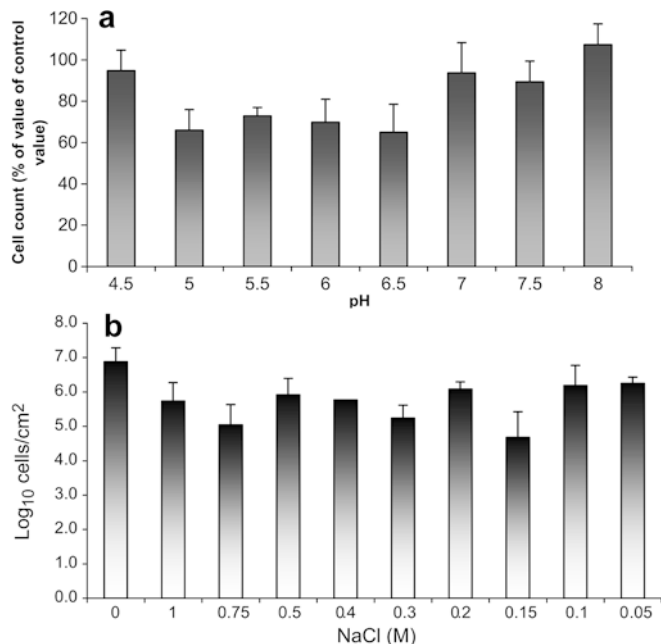 a
Cell count (% of value of control
value)
120
100
80
60
40
20
0
4.5 5 5.5 6 6.5 7 7.5 8
pH
b
Log10 cells/cm2
8.0
7.0
6.0
5.0
4.0
3.0
2.0
1.0
0.0
0 1 0.75 0.5 0.4 0.3 0.2 0.15 0.1 0.05
NaCl (M)